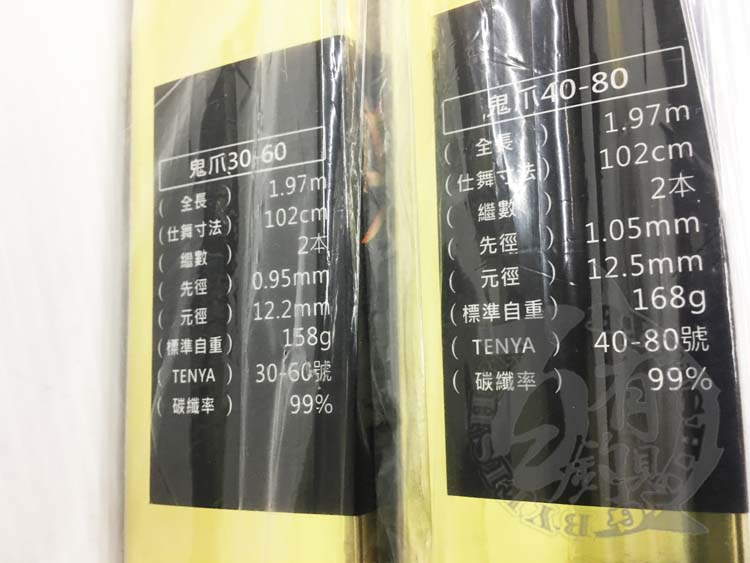 鬼爪30-60
( 全長 ) 1.97m
(仕舞寸法) 102cm
( 繼數 ) 2本
( 先徑 ) 0.95mm
( 元徑 ) 12.2mm
(標準自重) 158g
( TENYA ) 30-60號
( 碳纖率 ) 99%
鬼爪40-80
( 全長 ) 1.97m
(仕舞寸法) 102cm
( 繼數 ) 2本
( 先徑 ) 1.05mm
( 元徑 ) 12.5mm
(標準自重) 168g
( TENYA ) 40-80號
( 碳纖率 ) 99%
有
釣具